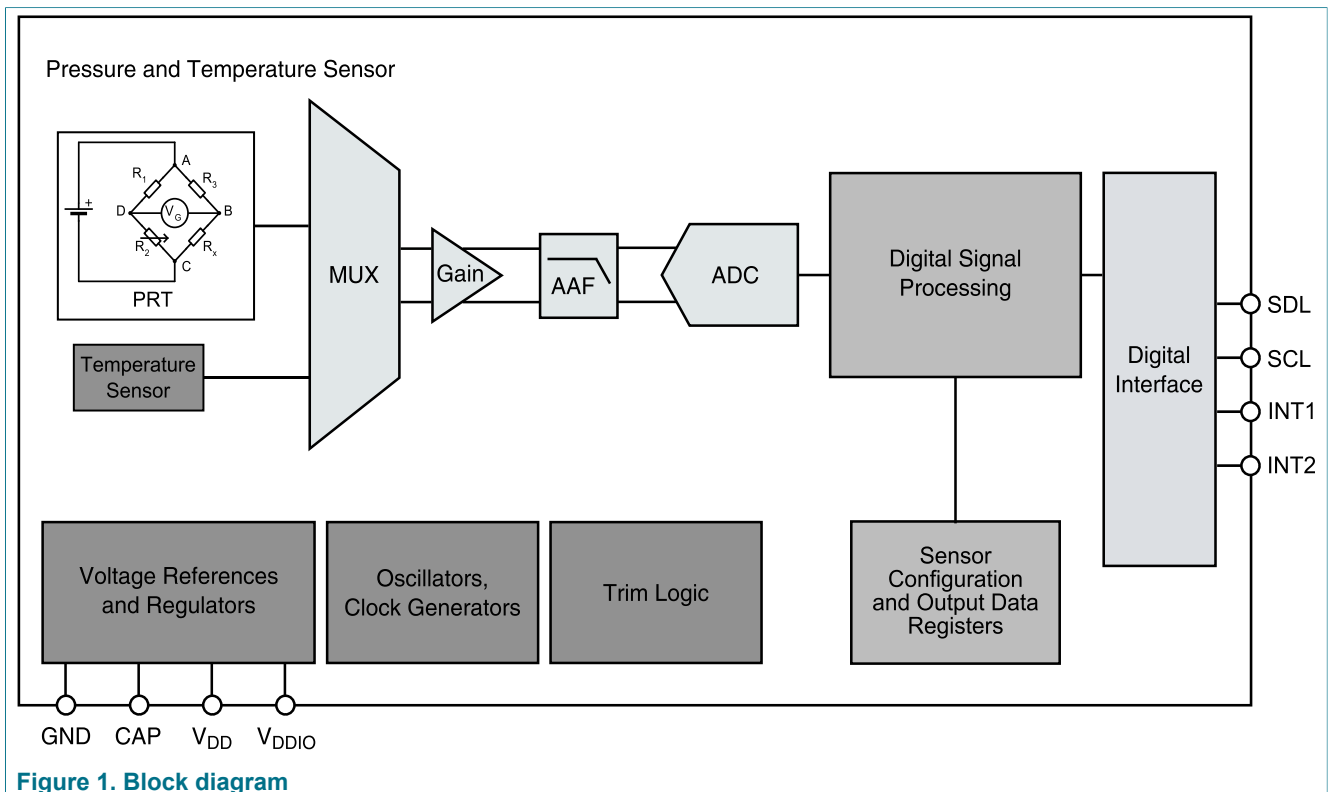 Pressure and Temperature Sensor
A
R1
R3
+
D
VG
B
R2
Rx
C
PRT
Temperature
Sensor
MUX
Gain
AAF
ADC
Digital Signal
Processing
Digital
Interface
SDL
SCL
INT1
INT2
Voltage References
and Regulators
Oscillators,
Clock Generators
Trim Logic
Sensor
Configuration
and Output Data
Registers
GND
CAP
VDD
VDDIO
Figure 1. Block diagram